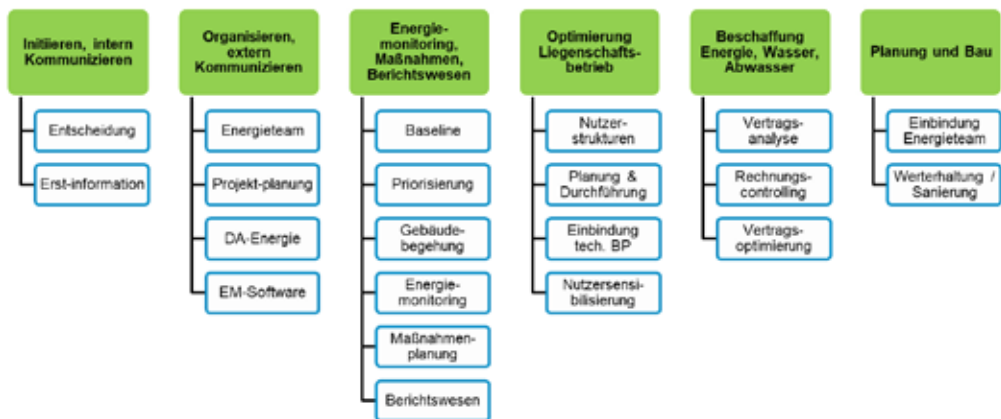 Initiieren, intern
Kommunizieren
Entscheidung
Erst-information
Organisieren,
extern
Kommunizieren
Energieteam
Projekt-planung
DA-Energie
EM-Software
Energie-
monitoring,
Maßnahmen,
Berichtswesen
Baseline
Priorisierung
Gebäude-
begehung
Energie-
monitoring
Maßnahmen-
planung
Berichtswesen
Optimierung
Liegenschafts-
betrieb
Nutzer-
strukturen
Planung &
Durchführung
Einbindung
tech. BP
Nutzersensi-
bilisierung
Beschaffung
Energie, Wasser,
Abwasser
Vertrags-
analyse
Rechnungs-
controlling
Vertrags-
optimierung
Planung und Bau
Einbindung
Energieteam
Werterhaltung /
Sanierung